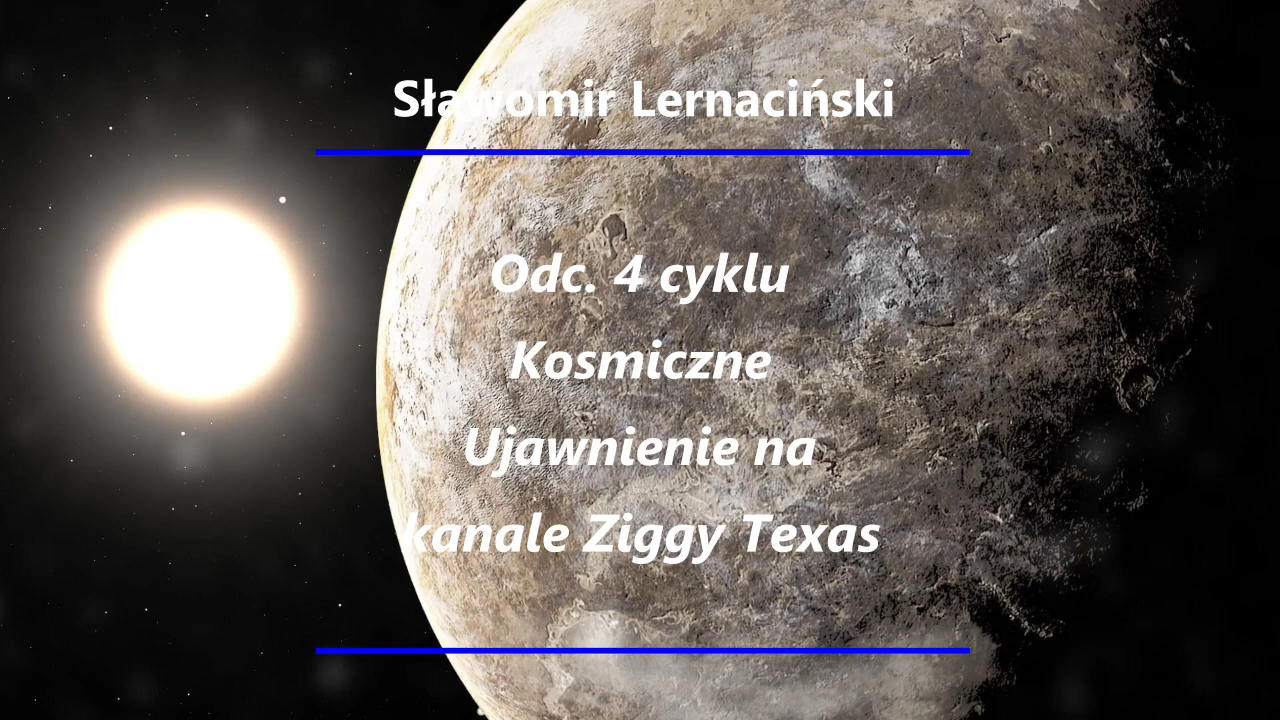 Sławomir Lernaciński
Odc. 4 cyklu
Kosmiczne
Ujawnienie na
kanale Ziggy Texas